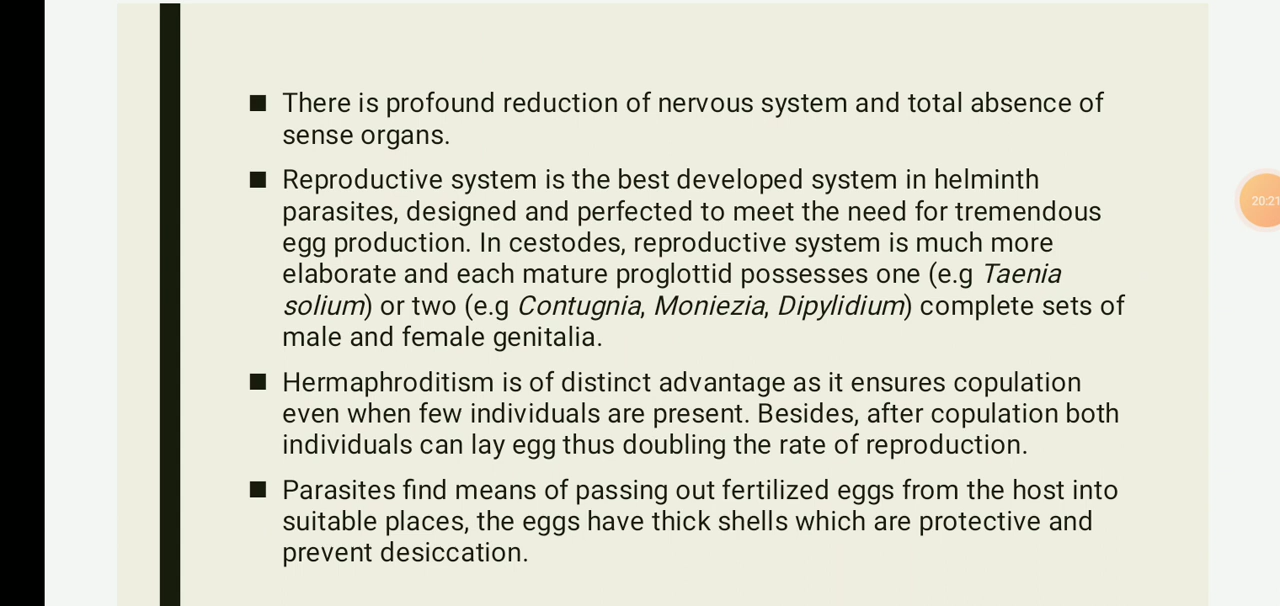 ■ There is profound reduction of nervous system and total absence of
sense organs.
■ Reproductive system is the best developed system in helminth
parasites, designed and perfected to meet the need for tremendous
egg production. In cestodes, reproductive system is much more
elaborate and each mature proglottid possesses one (e.g Taenia
solium) or two (e.g Contugnia, Moniezia, Dipylidium) complete sets of
male and female genitalia.
■ Hermaphroditism is of distinct advantage as it ensures copulation
even when few individuals are present. Besides, after copulation both
individuals can lay egg thus doubling the rate of reproduction.
■ Parasites find means of passing out fertilized eggs from the host into
suitable places, the eggs have thick shells which are protective and
prevent desiccation.
20:21